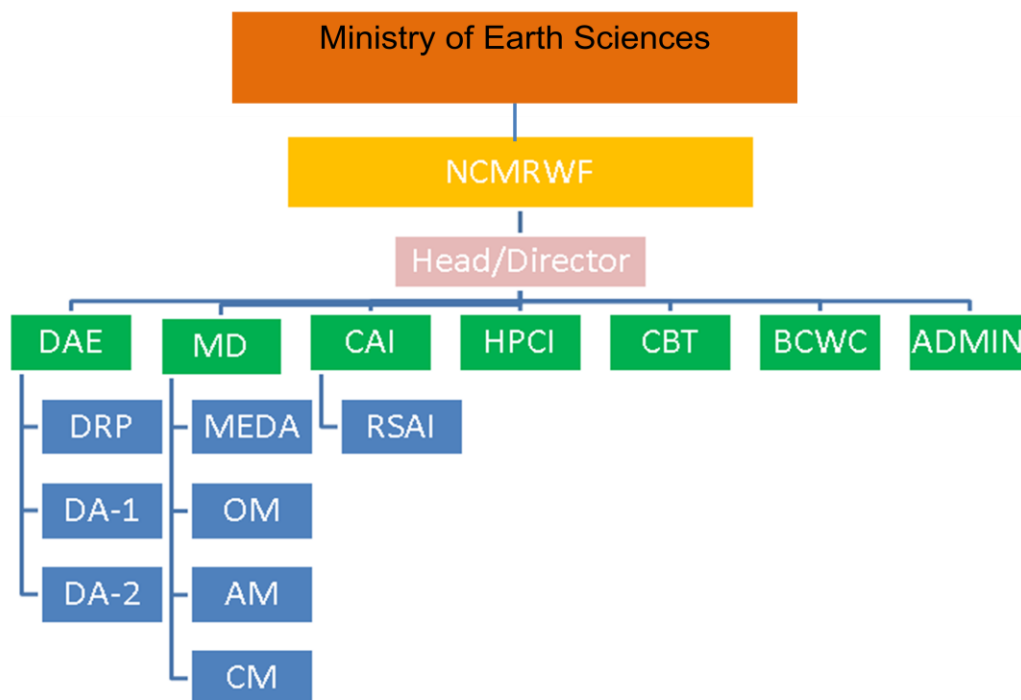 Ministry of Earth Sciences
NCMRWF
Head/Director
DAE
MD
CAI
HPCI
CBT
BCWC
ADMIN
DRP
MEDA
RSAI
DA-1
OM
DA-2
AM
CM